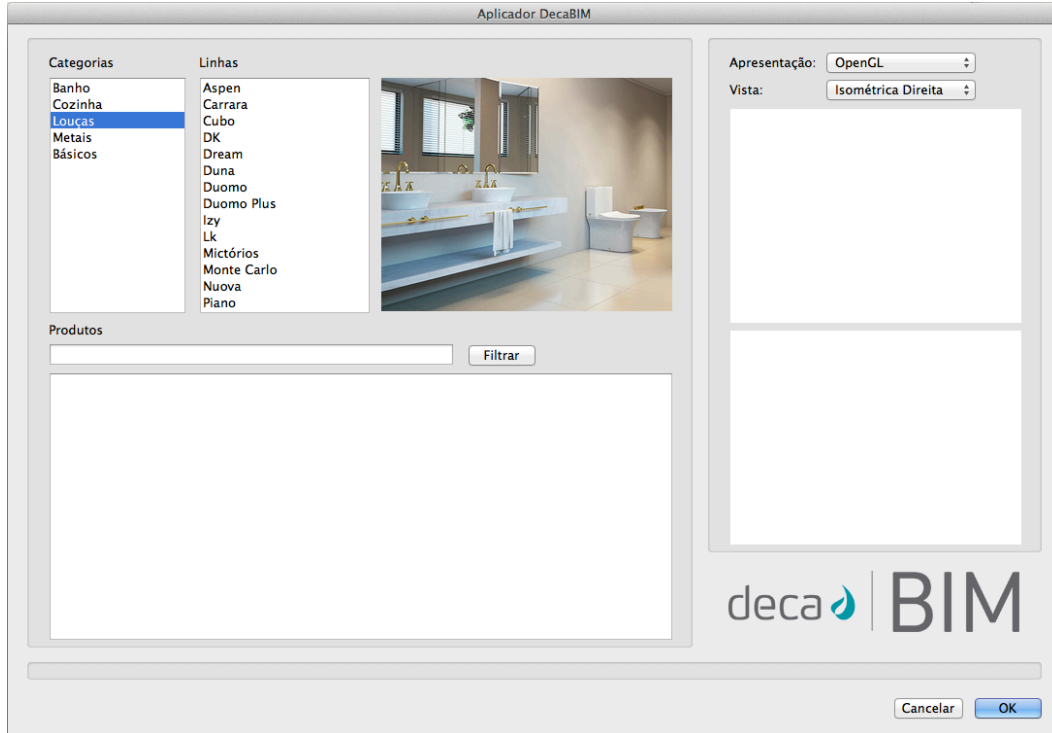 Aplicador DecaBIM
Categorias
Linhas
Banho
Cozinha
Louças
Metais
Básicos
Aspen
Carrara
Cubo
DK
Dream
Duna
Duomo
Duomo Plus
Izy
Lk
Mictórios
Monte Carlo
Nuova
Piano
Produtos
Filtrar
Apresentação: OpenGL
Vista: Isométrica Direita
deca BIM
Cancelar
OK